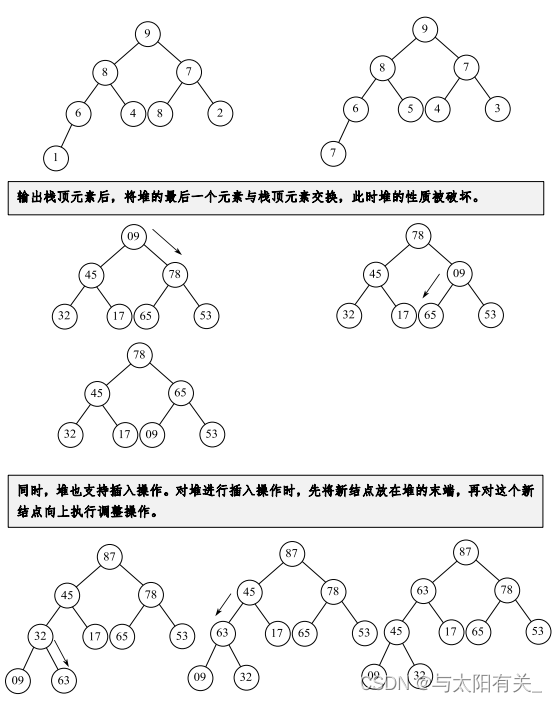 9
9
8 7
8 7
6 4 8 2
6 5 4 3
1
7
输出栈顶元素后，将堆的最后一个元素与栈顶元素交换，此时堆的性质被破坏。
09
78
45 78
45 09
32 17 65 53
32 17 65 53
78
45 65
32 17 09 53
同时，堆也支持插入操作。对堆进行插入操作时，先将新结点放在堆的末端，再对这个新
结点向上执行调整操作。
87
87
87
45 78
45 78
63 78
32 17 65 53
63 17 65 53
45 17 65 53
09 63
09 32
09 32
CSDN @与太阳有关_